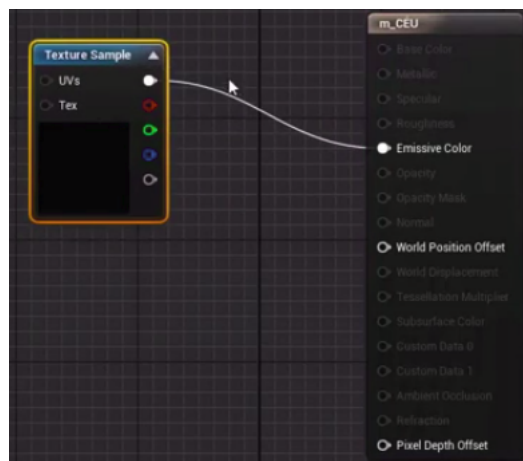 Texture Sample
UVs
Tex
m_CÉU
Base Color
Metallic
Specular
Roughness
Emissive Color
Opacity
Opacity Mask
Normal
World Position Offset
World Displacement
Tessellation Multiplier
Subsurface Color
Custom Data 0
Custom Data 1
Ambient Occlusion
Refraction
Pixel Depth Offset